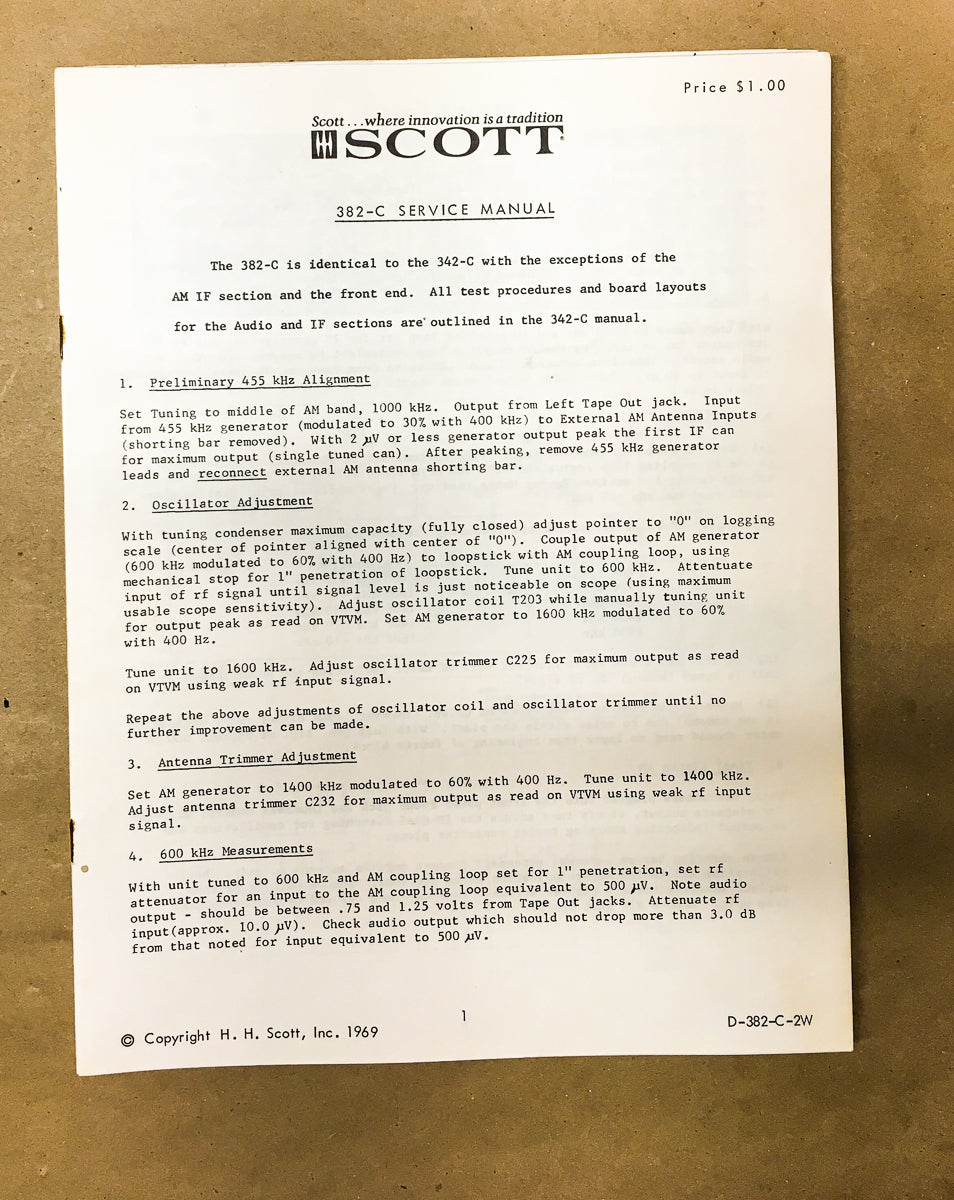 Price $1.00
Scott...where innovation is a tradition
SCOTT
382-C SERVICE MANUAL
The 382-C is identical to the 342-C with the exceptions of the
AM IF section and the front end. All test procedures and board layouts
for the Audio and IF sections are outlined in the 342-C manual.
1. Preliminary 455 kHz Alignment
Set Tuning to middle of AM band, 1000 kHz. Output from Left Tape Out jack. Input
from 455 kHz generator (modulated to 30% with 400 kHz) to External AM Antenna Inputs
(shorting bar removed). With 2 µV or less generator output peak the first IF can
for maximum output (single tuned can). After peaking, remove 455 kHz generator
leads and reconnect external AM antenna shorting bar.
2. Oscillator Adjustment
With tuning condenser maximum capacity (fully closed) adjust pointer to "0" on logging
scale (center of pointer aligned with center of "0"). Couple output of AM generator
(600 kHz modulated to 60% with 400 Hz) to loopstick with AM coupling loop, using
mechanical stop for 1" penetration of loopstick. Tune unit to 600 kHz. Attentuate
input of rf signal until signal level is just noticeable on scope (using maximum
usable scope sensitivity). Adjust oscillator coil T203 while manually tuning unit
for output peak as read on VTVM. Set AM generator to 1600 kHz modulated to 60%
with 400 Hz.
Tune unit to 1600 kHz. Adjust oscillator trimmer C225 for maximum output as read
on VTVM using weak rf input signal.
Repeat the above adjustments of oscillator coil and oscillator trimmer until no
further improvement can be made.
3. Antenna Trimmer Adjustment
Set AM generator to 1400 kHz modulated to 60% with 400 Hz. Tune unit to 1400 kHz.
Adjust antenna trimmer C232 for maximum output as read on VTVM using weak rf input
signal.
4. 600 kHz Measurements
With unit tuned to 600 kHz and AM coupling loop set for 1" penetration, set rf
attenuator for an input to the AM coupling loop equivalent to 500 µV. Note audio
output - should be between .75 and 1.25 volts from Tape Out jacks. Attenuate rf
input(approx. 10.0 µV). Check audio output which should not drop more than 3.0 dB
from that noted for input equivalent to 500 µV.
1
© Copyright H. H. Scott, Inc. 1969
D-382-C-2W